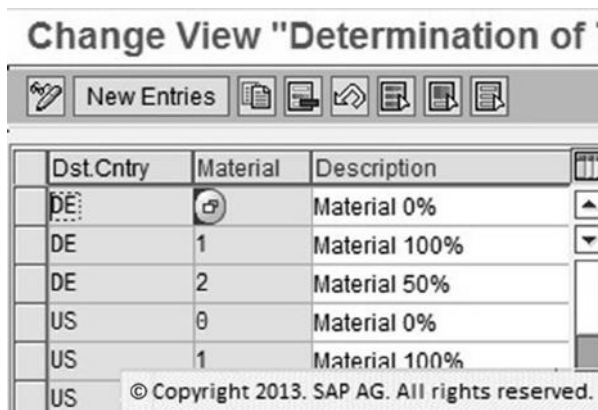 Change View "Determination of
New Entries
Dst.Cntry Material Description
DE Material 0%
DE 1 Material 100%
DE 2 Material 50%
US 0 Material 0%
US 1 Material 100%
US © Copyright 2013. SAP AG. All rights reserved.